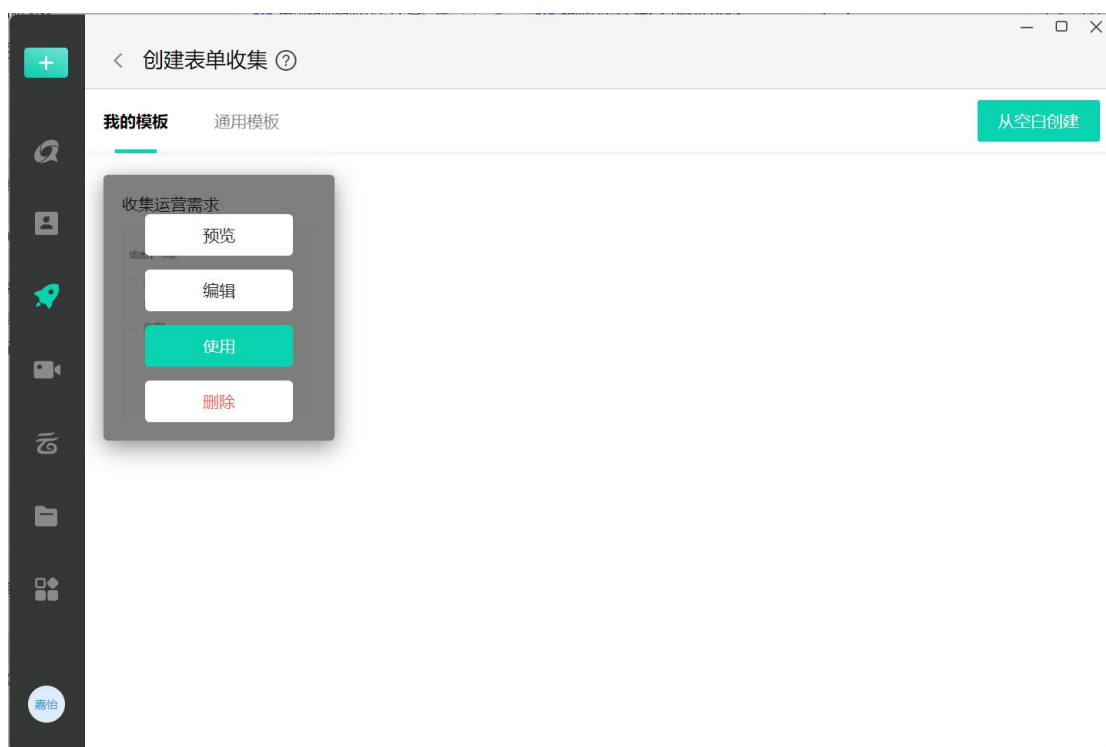 创建表单收集
我的模板 通用模板 从空白创建
收集运营需求
预览
编辑
使用
删除
云
嘉怡